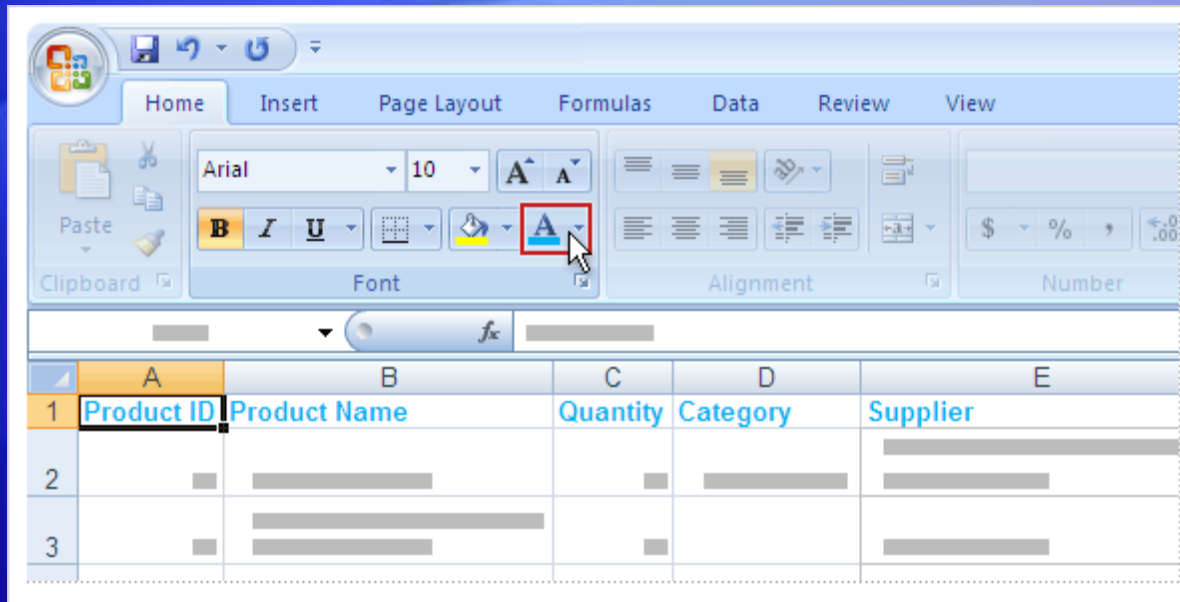 Home Insert Page Layout Formulas Data Review View
Arial 10 A A
Paste B I U A $ % ,
.00
Clipboard Font Alignment Number
fx
A B C D E
1 Product ID Product Name Quantity Category Supplier
2
3